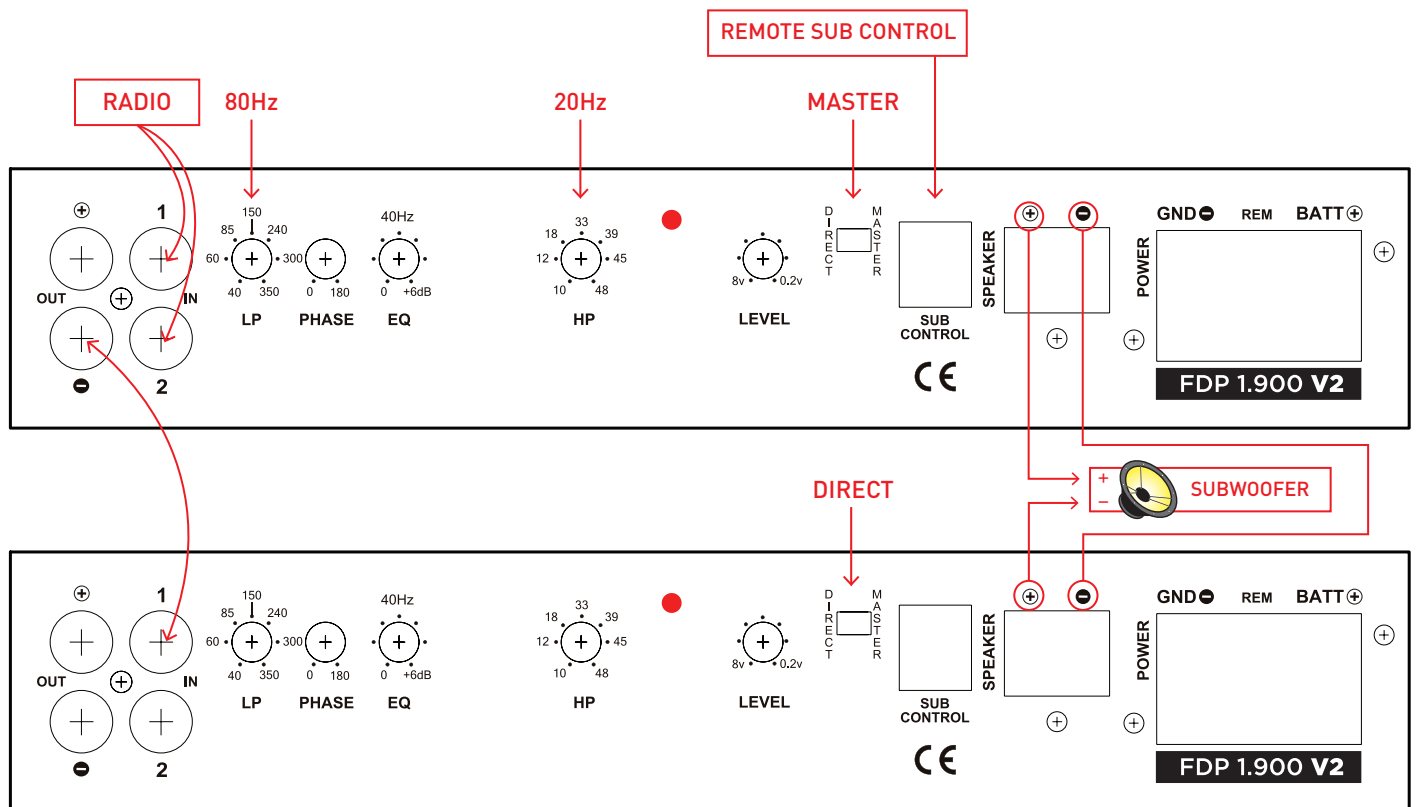 REMOTE SUB CONTROL
RADIO
80Hz
20Hz
MASTER
⊕ 1
OUT IN
⊖ 2
150
85 240
60 300
40 350
LP
0 180
PHASE
40Hz
0 +6dB
EQ
33
18 39
12 45
10 48
HP
8v 0.2v
LEVEL
DIRECT
MASTER
SUB
CONTROL
CE
SPEAKER
⊕ ⊖
POWER
GND⊖ REM BATT⊕
FDP 1.900 V2
+
−
SUBWOOFER
DIRECT
⊕ 1
OUT IN
⊖ 2
150
85 240
60 300
40 350
LP
0 180
PHASE
40Hz
0 +6dB
EQ
33
18 39
12 45
10 48
HP
8v 0.2v
LEVEL
DIRECT
MASTER
SUB
CONTROL
CE
SPEAKER
⊕ ⊖
POWER
GND⊖ REM BATT⊕
FDP 1.900 V2